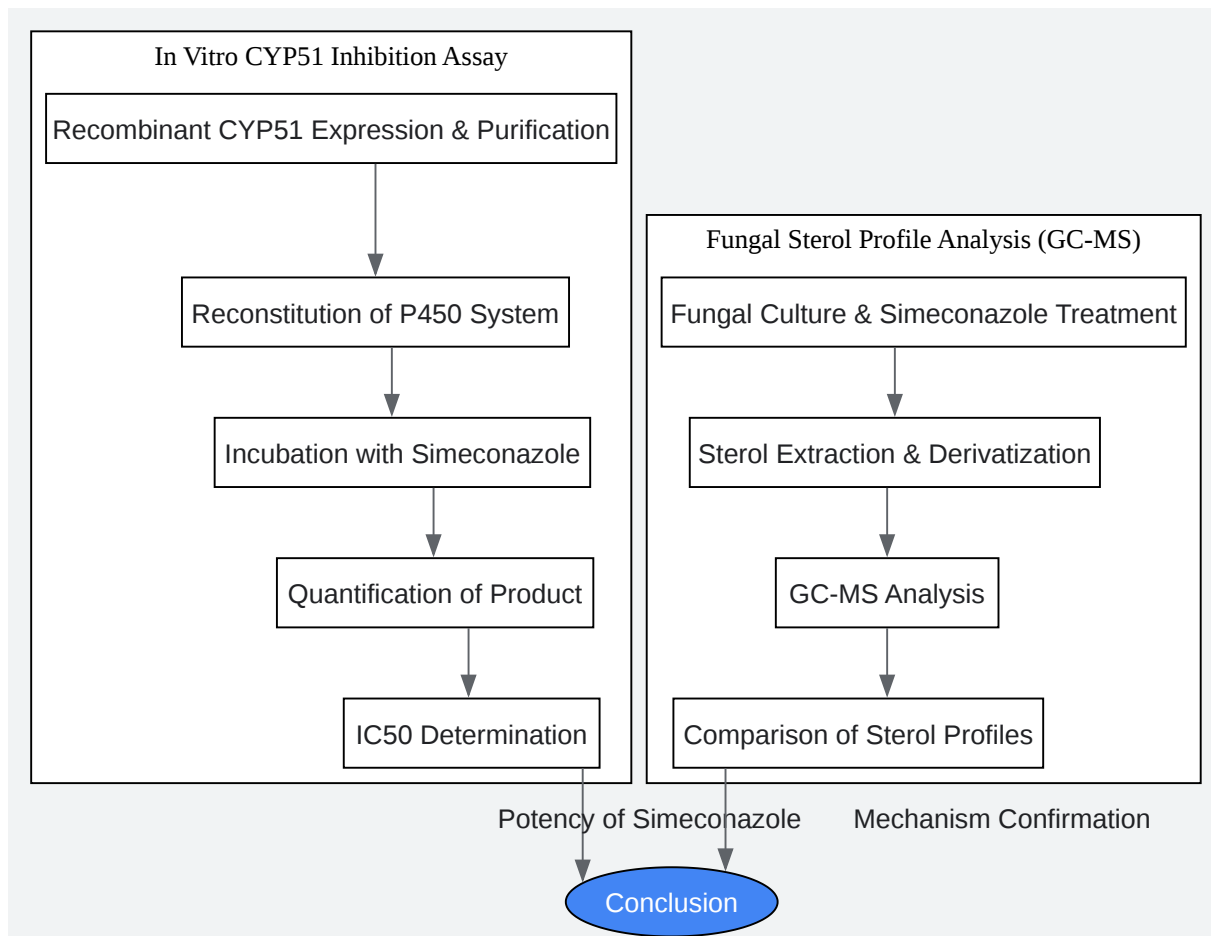 In Vitro CYP51 Inhibition Assay
Recombinant CYP51 Expression & Purification
Reconstitution of P450 System
Incubation with Simeconazole
Quantification of Product
IC50 Determination
Fungal Sterol Profile Analysis (GC-MS)
Fungal Culture & Simeconazole Treatment
Sterol Extraction & Derivatization
GC-MS Analysis
Comparison of Sterol Profiles
Potency of Simeconazole
Mechanism Confirmation
Conclusion